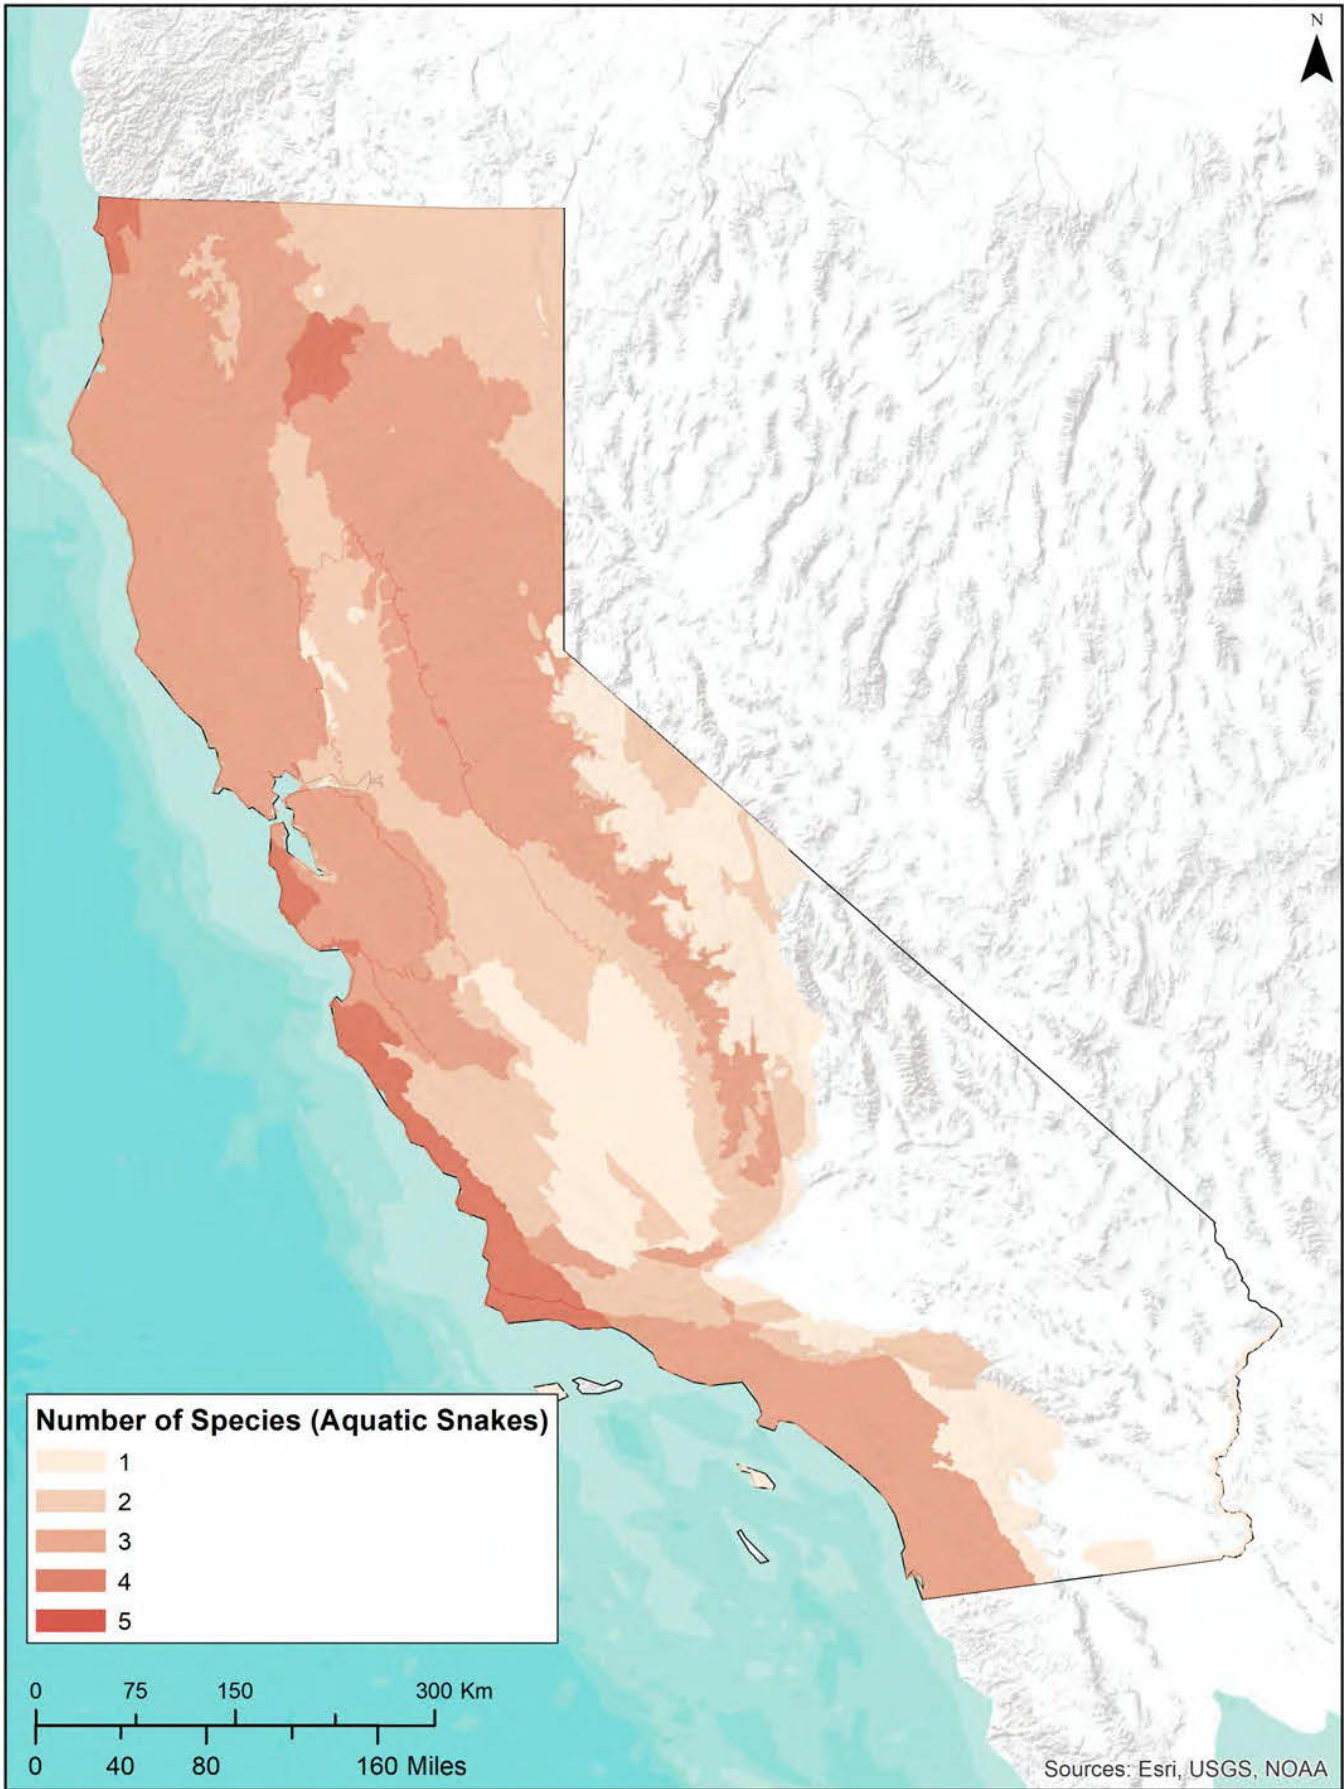 N
Number of Species (Aquatic Snakes)
1
2
3
4
5
0 75 150 300 Km
0 40 80 160 Miles
Sources: Esri, USGS, NOAA